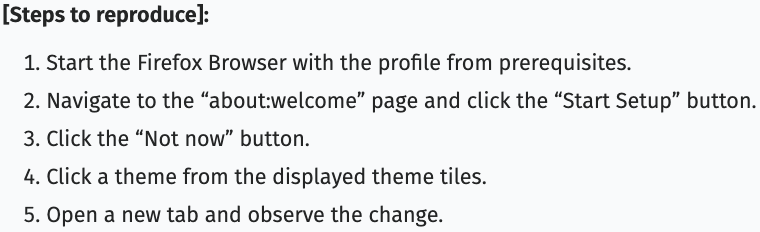 [Steps to reproduce]:
1. Start the Firefox Browser with the profile from prerequisites.
2. Navigate to the “about:welcome” page and click the “Start Setup” button.
3. Click the “Not now” button.
4. Click a theme from the displayed theme tiles.
5. Open a new tab and observe the change.